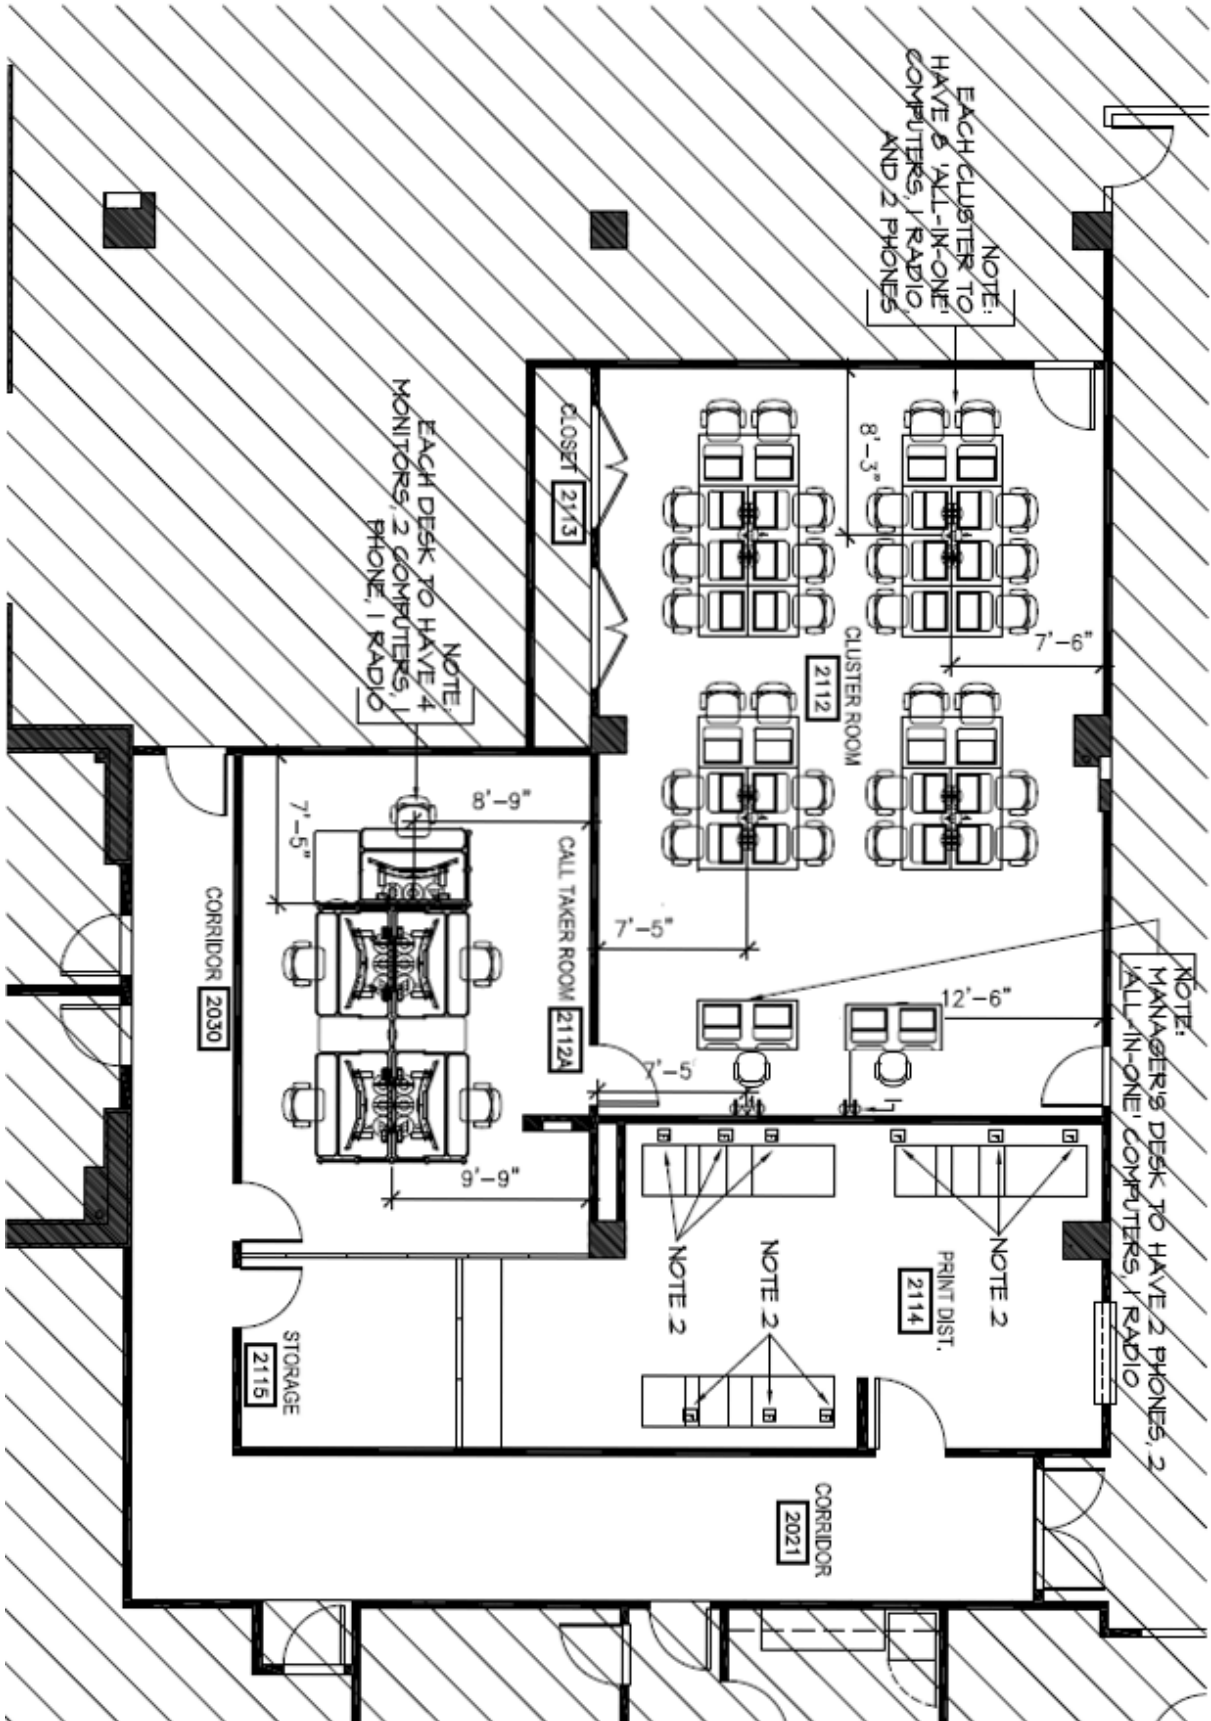 NOTE:
EACH CLUSTER TO
HAVE 8 'ALL-IN-ONE'
COMPUTERS, 1 RADIO,
AND 2 PHONES
NOTE:
MANAGER'S DESK TO HAVE 2 PHONES, 2
'ALL-IN-ONE' COMPUTERS, 1 RADIO
8'-3"
7'-6"
CLUSTER ROOM
2112
CLOSET
2113
12'-6"
7'-5"
7'-5
NOTE:
EACH DESK TO HAVE 4
MONITORS, 2 COMPUTERS, 1
PHONE, 1 RADIO
8'-9"
7'-5"
CALL TAKER ROOM
2112A
9'-9"
CORRIDOR
2030
NOTE 2
NOTE 2
NOTE 2
PRINT DIST.
2114
STORAGE
2115
CORRIDOR
2021